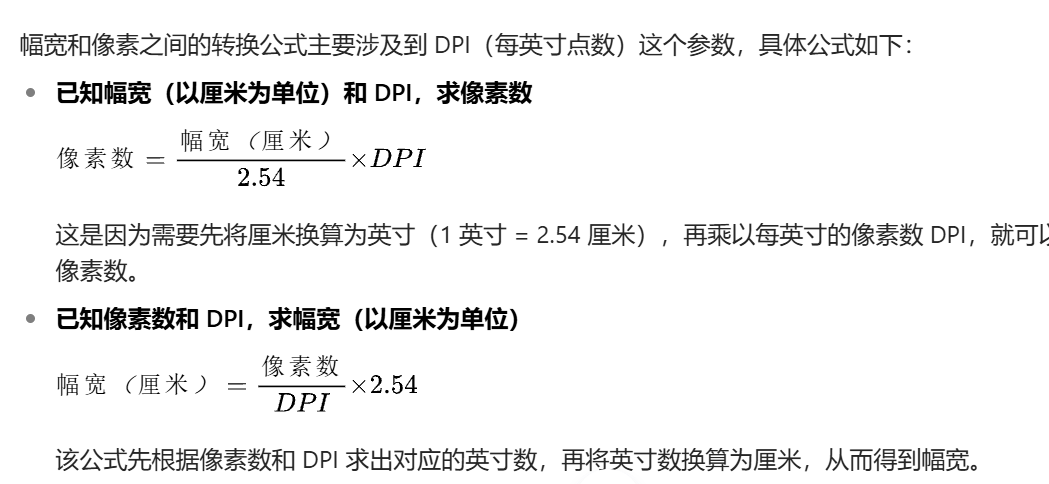 幅宽和像素之间的转换公式主要涉及到 DPI（每英寸点数）这个参数，具体公式如下：
• 已知幅宽（以厘米为单位）和 DPI，求像素数
像素数 = 幅宽（厘米）/2.54 ×DPI
这是因为需要先将厘米换算为英寸（1 英寸 = 2.54 厘米），再乘以每英寸的像素数 DPI，就可
像素数。
• 已知像素数和 DPI，求幅宽（以厘米为单位）
幅宽（厘米） = 像素数/DPI ×2.54
该公式先根据像素数和 DPI 求出对应的英寸数，再将英寸数换算为厘米，从而得到幅宽。